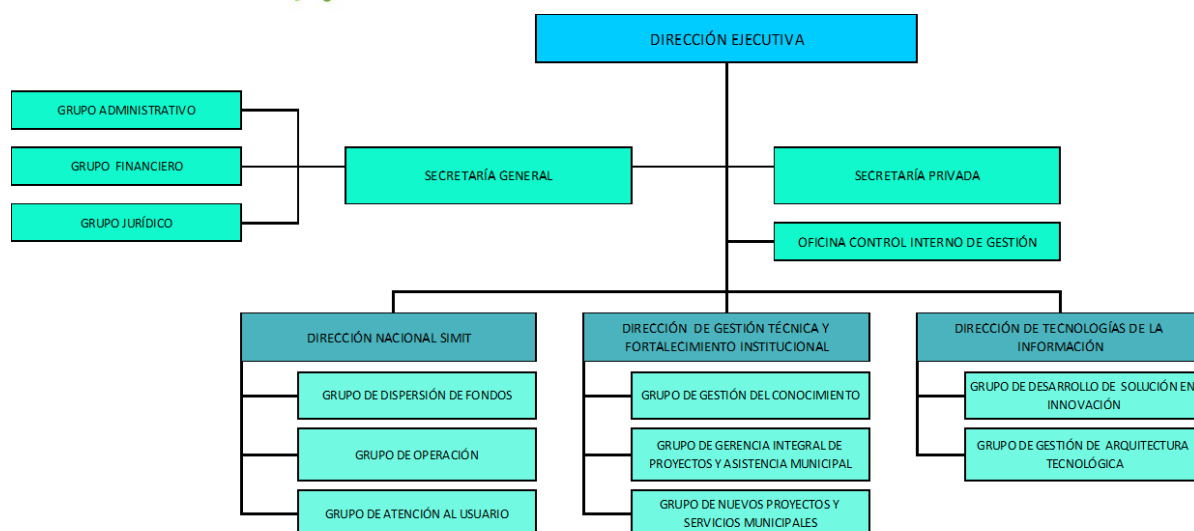 DIRECCIÓN EJECUTIVA
GRUPO ADMINISTRATIVO
GRUPO FINANCIERO
GRUPO JURÍDICO
SECRETARÍA GENERAL
SECRETARÍA PRIVADA
OFICINA CONTROL INTERNO DE GESTIÓN
DIRECCIÓN NACIONAL SIMIT
GRUPO DE DISPERSIÓN DE FONDOS
GRUPO DE OPERACIÓN
GRUPO DE ATENCIÓN AL USUARIO
DIRECCIÓN DE GESTIÓN TÉCNICA Y
FORTALECIMIENTO INSTITUCIONAL
GRUPO DE GESTIÓN DEL CONOCIMIENTO
GRUPO DE GERENCIA INTEGRAL DE
PROYECTOS Y ASISTENCIA MUNICIPAL
GRUPO DE NUEVOS PROYECTOS Y
SERVICIOS MUNICIPALES
DIRECCIÓN DE TECNOLOGÍAS DE LA
INFORMACIÓN
GRUPO DE DESARROLLO DE SOLUCIÓN EN
INNOVACIÓN
GRUPO DE GESTIÓN DE ARQUITECTURA
TECNOLÓGICA